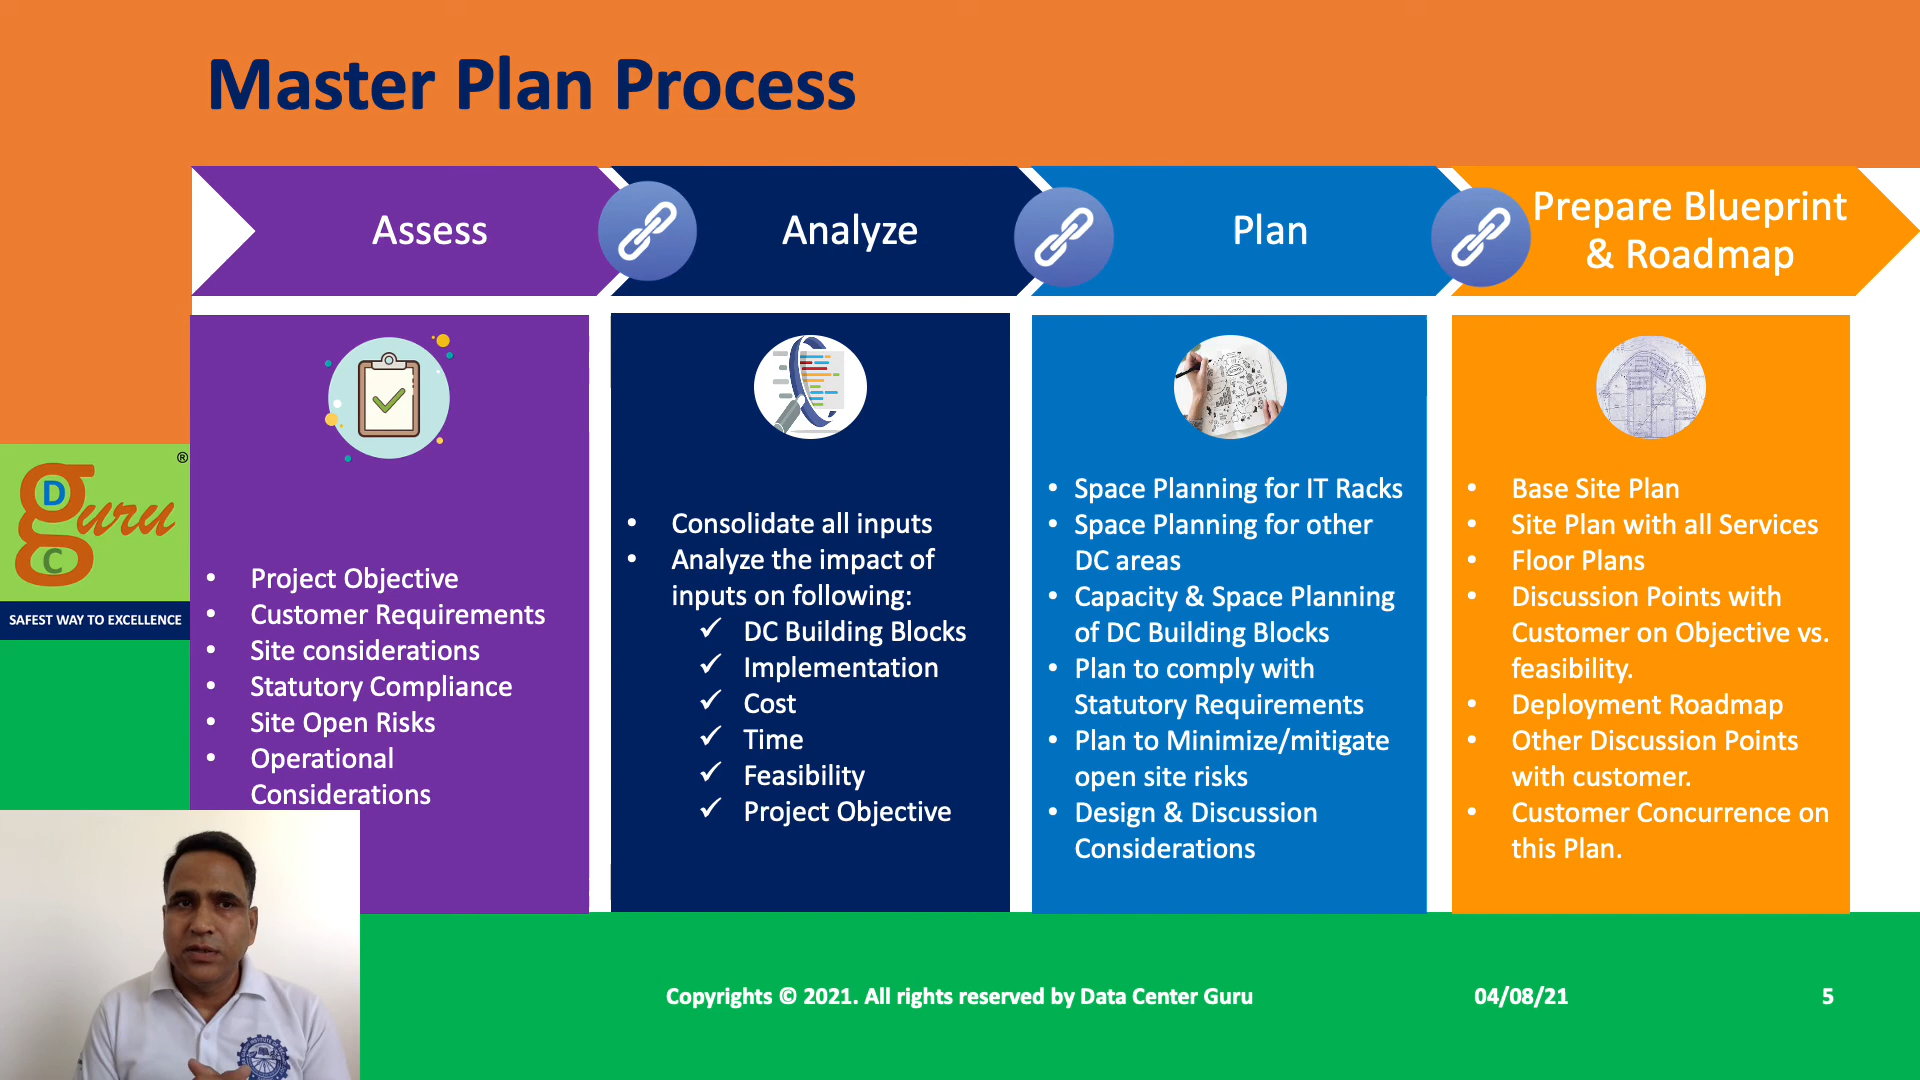 Master Plan Process
Assess
Analyze
Plan
Prepare Blueprint
& Roadmap
• Project Objective
• Customer Requirements
• Site considerations
• Statutory Compliance
• Site Open Risks
• Operational
Considerations
• Consolidate all inputs
• Analyze the impact of
inputs on following:
✓ DC Building Blocks
✓ Implementation
✓ Cost
✓ Time
✓ Feasibility
✓ Project Objective
• Space Planning for IT Racks
• Space Planning for other
DC areas
• Capacity & Space Planning
of DC Building Blocks
• Plan to comply with
Statutory Requirements
• Plan to Minimize/mitigate
open site risks
• Design & Discussion
Considerations
• Base Site Plan
• Site Plan with all Services
• Floor Plans
• Discussion Points with
Customer on Objective vs.
feasibility.
• Deployment Roadmap
• Other Discussion Points
with customer.
• Customer Concurrence on
this Plan.
®
D
guru
C
SAFEST WAY TO EXCELLENCE
Copyrights © 2021. All rights reserved by Data Center Guru
04/08/21
5